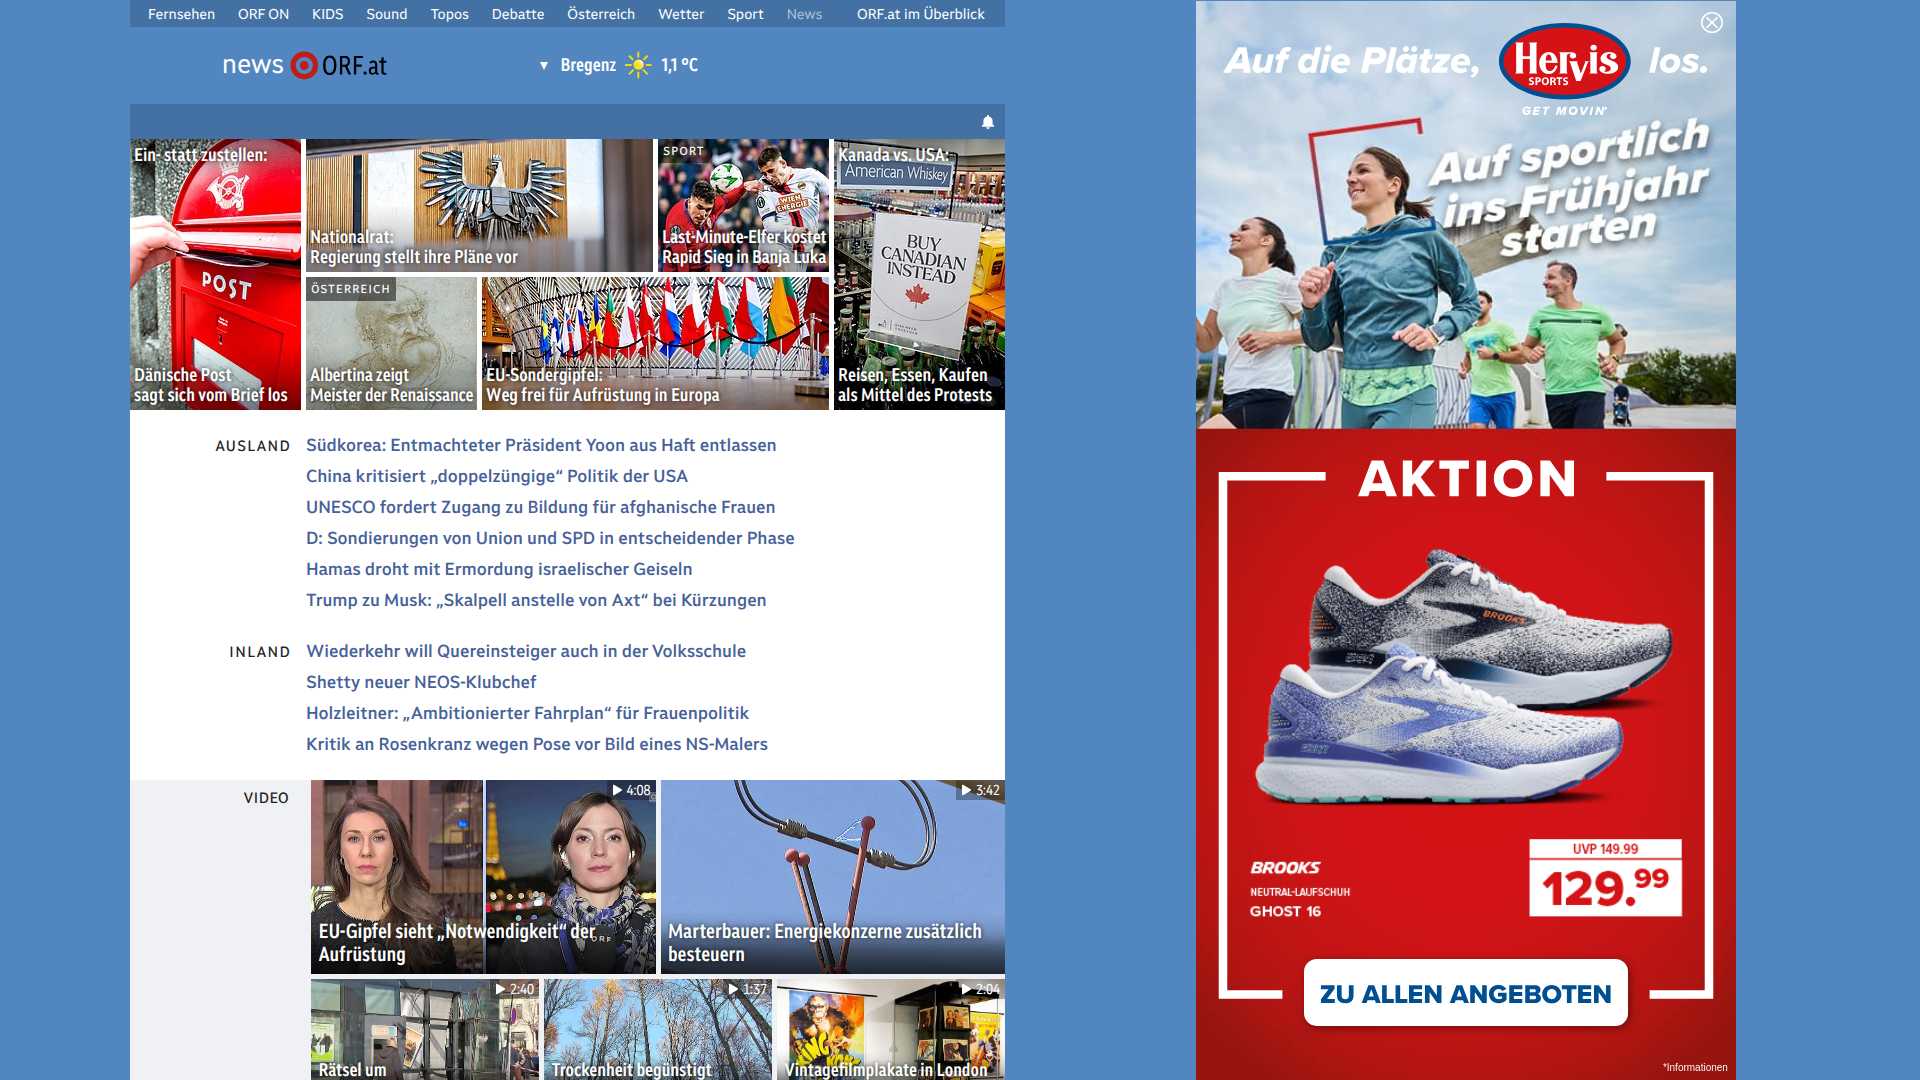 Fernsehen ORF ON KIDS Sound Topos Debatte Österreich Wetter Sport News ORF.at im Überblick
news ORF.at
Bregenz 1,1 °C
Ein- statt zustellen:
POST
Dänische Post
sagt sich vom Brief los
Nationalrat:
Regierung stellt ihre Pläne vor
SPORT
WIEN ENERGIE
Last-Minute-Elfer kostet
Rapid Sieg in Banja Luka
Kanada vs. USA:
American Whiskey
BUY
CANADIAN
INSTEAD
Reisen, Essen, Kaufen
als Mittel des Protests
ÖSTERREICH
Albertina zeigt
Meister der Renaissance
EU-Sondergipfel:
Weg frei für Aufrüstung in Europa
AUSLAND
Südkorea: Entmachteter Präsident Yoon aus Haft entlassen
China kritisiert „doppelzüngige“ Politik der USA
UNESCO fordert Zugang zu Bildung für afghanische Frauen
D: Sondierungen von Union und SPD in entscheidender Phase
Hamas droht mit Ermordung israelischer Geiseln
Trump zu Musk: „Skalpell anstelle von Axt“ bei Kürzungen
INLAND
Wiederkehr will Quereinsteiger auch in der Volksschule
Shetty neuer NEOS-Klubchef
Holzleitner: „Ambitionierter Fahrplan“ für Frauenpolitik
Kritik an Rosenkranz wegen Pose vor Bild eines NS-Malers
VIDEO
4:08
EU-Gipfel sieht „Notwendigkeit“ der
Aufrüstung
ORF
3:42
Marterbauer: Energiekonzerne zusätzlich
besteuern
2:40
Rätsel um
1:37
Trockenheit begünstigt
2:04
KING KONG
Vintagefilmplakate in London
Auf die Plätze, Hervis SPORTS los.
GET MOVIN'
Auf sportlich
ins Frühjahr
starten
AKTION
BROOKS
BROOKS
UVP 149.99
129.99
BROOKS
NEUTRAL-LAUFSCHUH
GHOST 16
ZU ALLEN ANGEBOTEN
*Informationen